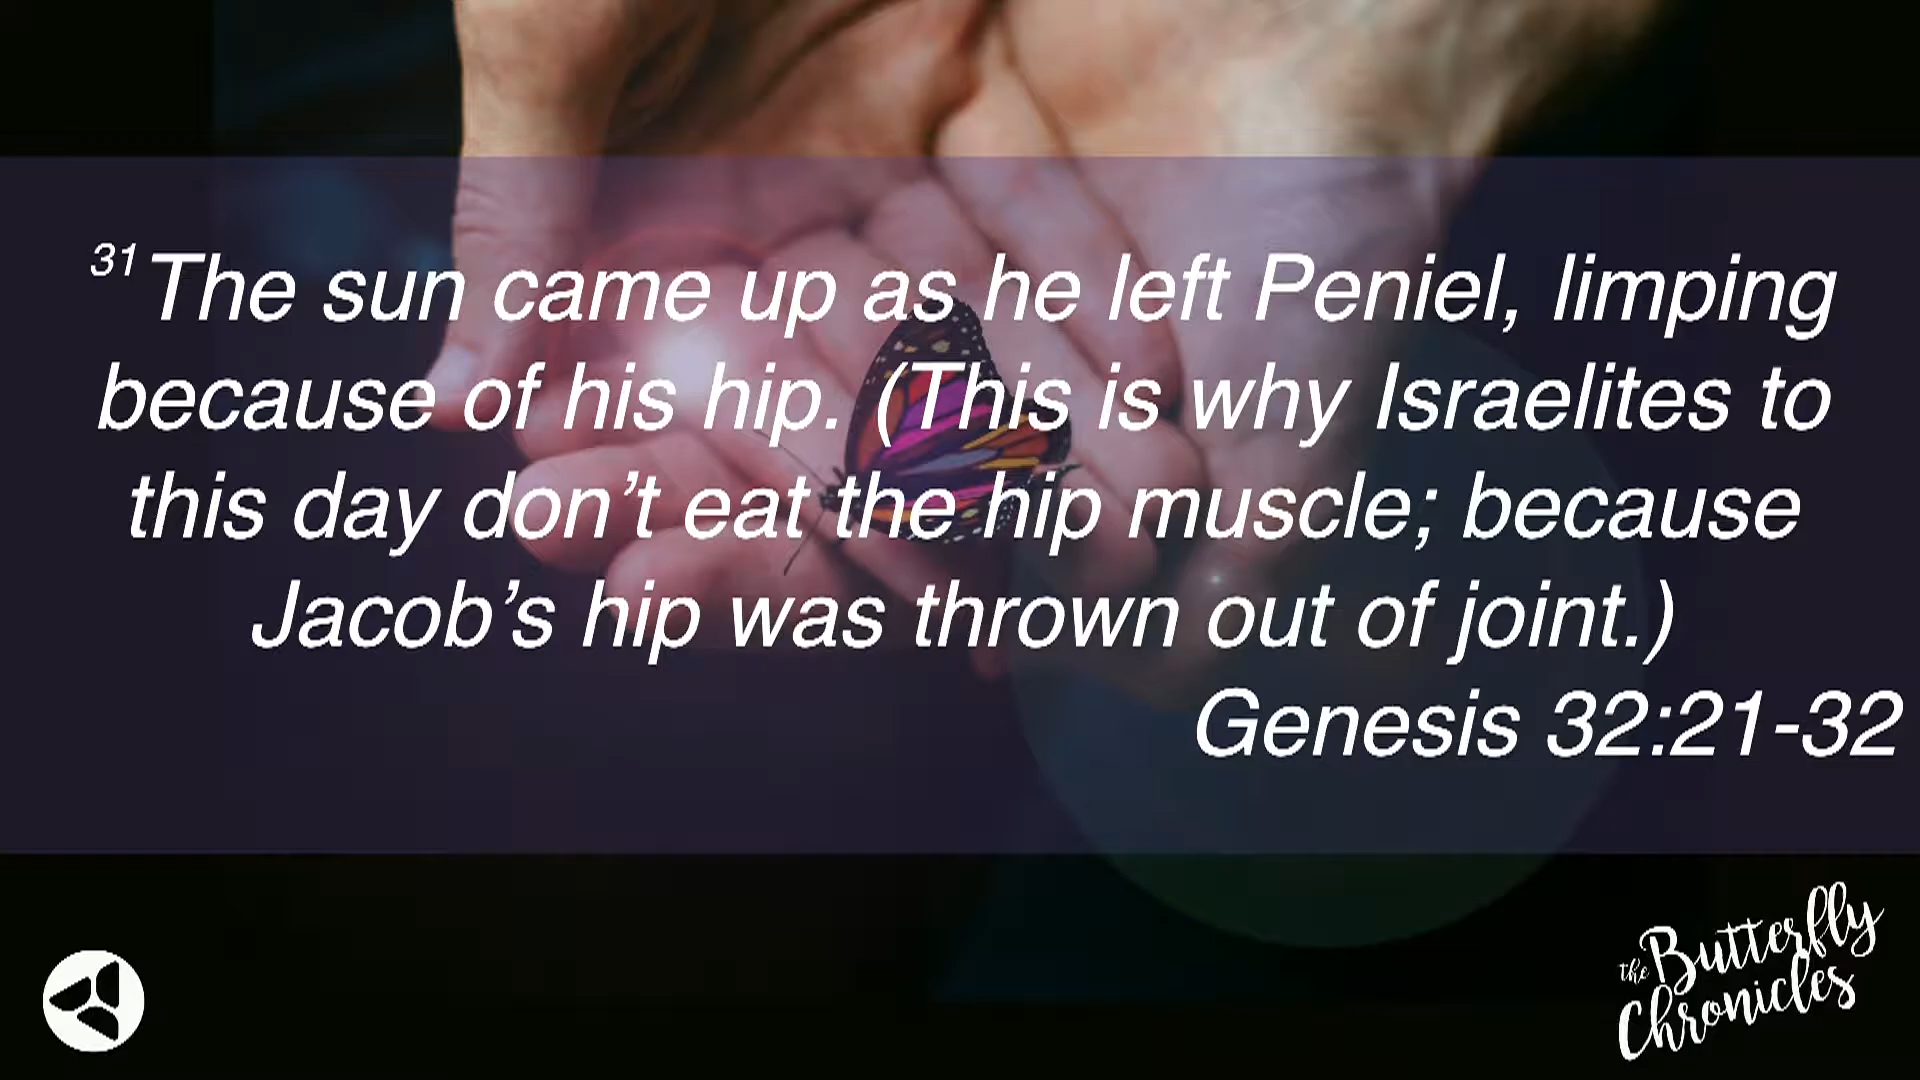 31 The sun came up as he left Peniel, limping
because of his hip. (This is why Israelites to
this day don’t eat the hip muscle; because
Jacob’s hip was thrown out of joint.)
Genesis 32:21-32
the Butterfly
Chronicles